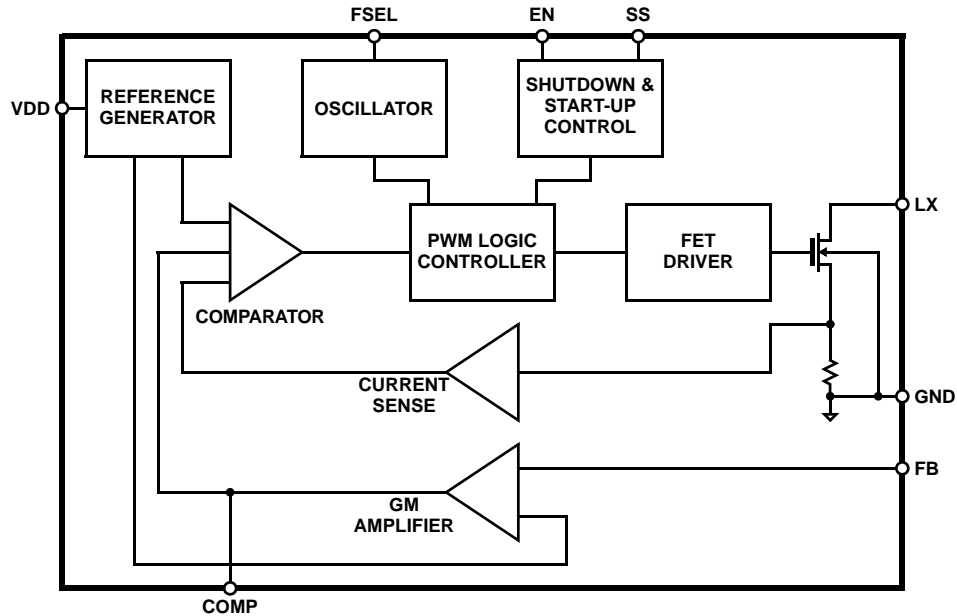 FSEL
EN
SS
VDD
REFERENCE
GENERATOR
OSCILLATOR
SHUTDOWN &
START-UP
CONTROL
LX
PWM LOGIC
CONTROLLER
FET
DRIVER
COMPARATOR
CURRENT
SENSE
GND
FB
GM
AMPLIFIER
COMP